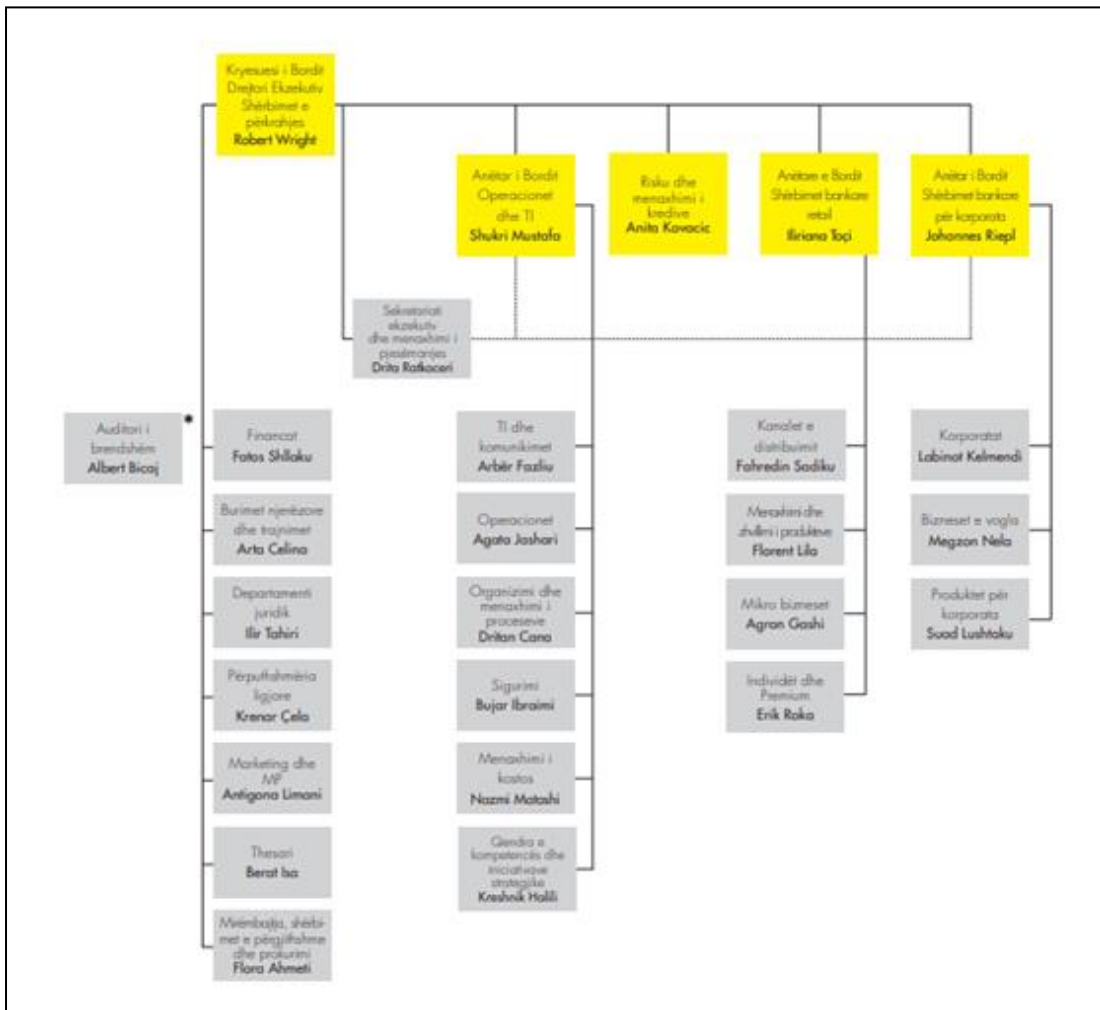 Kryesuesi i Bordit
Drejtori Ekzekutiv
Shërbimet e
përkrahjes
Robert Wright
Anëtar i Bordit
Operacionet
dhe TI
Shukri Mustafa
Risku dhe
menaxhimi i
kredive
Anita Kovacic
Anëtare e Bordit
Shërbimet bankare
retail
Iliriana Toçi
Anëtar i Bordit
Shërbimet bankare
për korporata
Johannes Riepl
Sekretariati
ekzekutiv
dhe menaxhimi i
pjesëmarrjes
Drita Ratkoceri
Auditori i
brendshëm
Albert Bicaj
*
Financat
Fatos Shllaku
Burimet njerëzore
dhe trajnimet
Arta Celina
Departamenti
juridik
Ilir Tahiri
Përputhshmëria
ligjore
Krenar Çela
Marketing dhe
MP
Antigona Limani
Thesari
Berat Isa
Mirëmbajtja, shërbi-
met e përgjithshme
dhe prokurimi
Flora Ahmeti
TI dhe
komunikimet
Arbër Fazliu
Operacionet
Agata Jashari
Organizimi dhe
menaxhimi i
proceseve
Dritan Cana
Sigurimi
Bujar Ibraimi
Menaxhimi i
kostos
Nazmi Matoshi
Qendra e
kompetencës dhe
iniciativave
strategjike
Kreshnik Halili
Kanalet e
distribuimit
Fahredin Sadiku
Menaxhimi dhe
zhvillimi i produkteve
Florent Lila
Mikro bizneset
Agron Gashi
Individët dhe
Premium
Erik Roka
Korporatat
Labinot Kelmendi
Bizneset e vogla
Megzon Nela
Produktet për
korporata
Suad Lushtaku